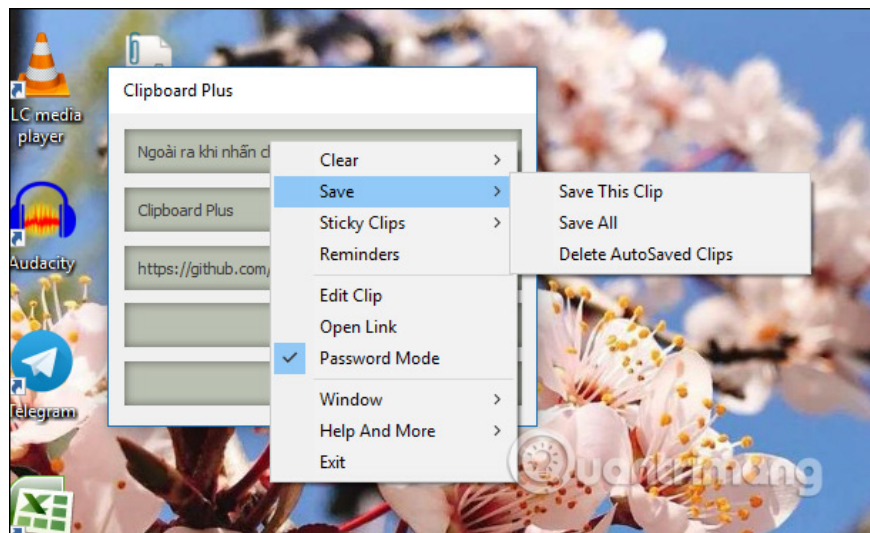 LC media
player
Audacity
Telegram
Clipboard Plus
Ngoài ra khi nhấn
Clipboard Plus
https://github.com/
Clear
Save
Sticky Clips
Reminders
Edit Clip
Open Link
Password Mode
Window
Help And More
Exit
Save This Clip
Save All
Delete AutoSaved Clips
Quantrimang